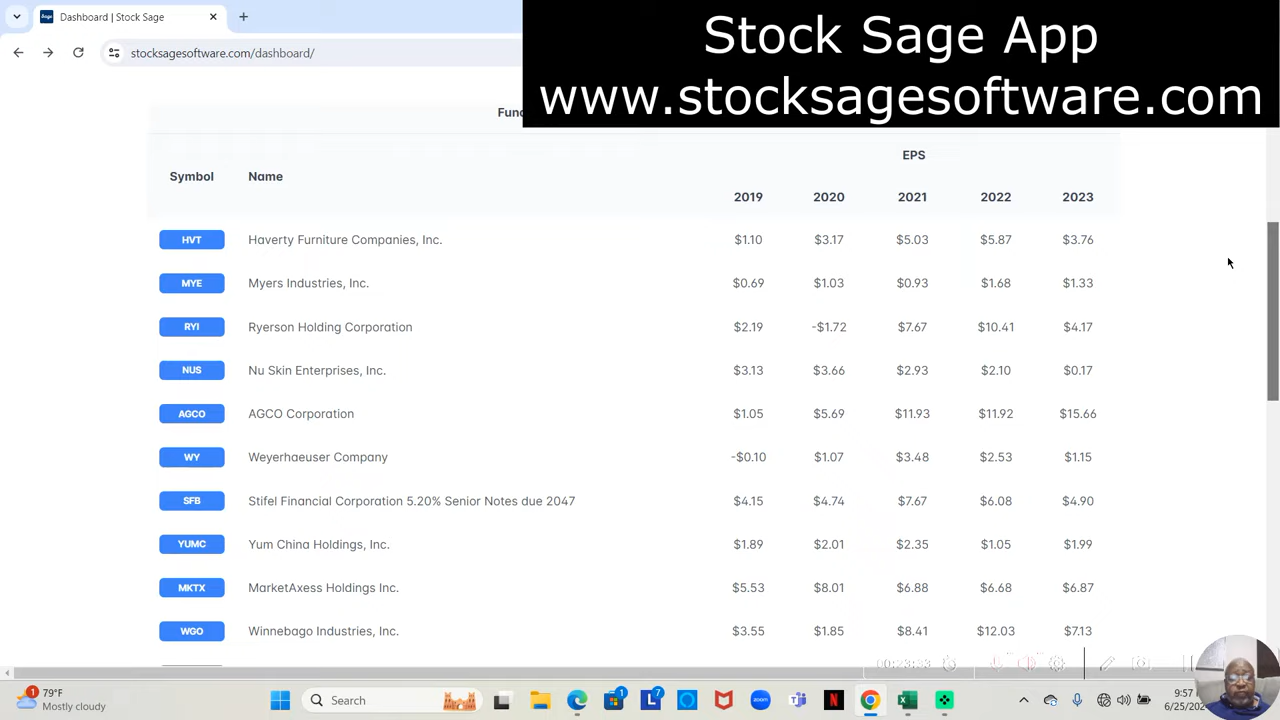 Dashboard | Stock Sage
stocksagesoftware.com/dashboard/
Stock Sage App
www.stocksagesoftware.com
EPS
Symbol Name
2019 2020 2021 2022 2023
HVT Haverty Furniture Companies, Inc. $1.10 $3.17 $5.03 $5.87 $3.76
MYE Myers Industries, Inc. $0.69 $1.03 $0.93 $1.68 $1.33
RYI Ryerson Holding Corporation $2.19 -$1.72 $7.67 $10.41 $4.17
NUS Nu Skin Enterprises, Inc. $3.13 $3.66 $2.93 $2.10 $0.17
AGCO AGCO Corporation $1.05 $5.69 $11.93 $11.92 $15.66
WY Weyerhaeuser Company -$0.10 $1.07 $3.48 $2.53 $1.15
SFB Stifel Financial Corporation 5.20% Senior Notes due 2047 $4.15 $4.74 $7.67 $6.08 $4.90
YUMC Yum China Holdings, Inc. $1.89 $2.01 $2.35 $1.05 $1.99
MKTX MarketAxess Holdings Inc. $5.53 $8.01 $6.88 $6.68 $6.87
WGO Winnebago Industries, Inc. $3.55 $1.85 $8.41 $12.03 $7.13
79°F
Mostly cloudy
Search
9:57
6/25/202